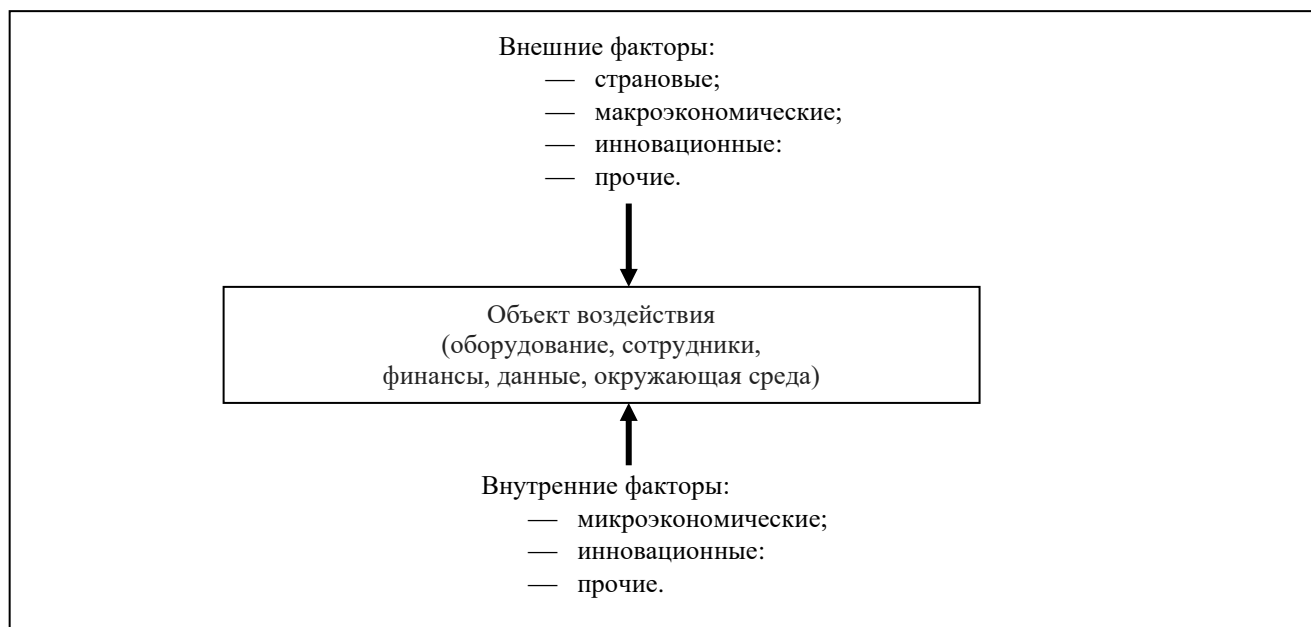 Внешние факторы:
— страновые;
— макроэкономические;
— инновационные:
— прочие.
Объект воздействия
(оборудование, сотрудники,
финансы, данные, окружающая среда)
Внутренние факторы:
— микроэкономические;
— инновационные:
— прочие.